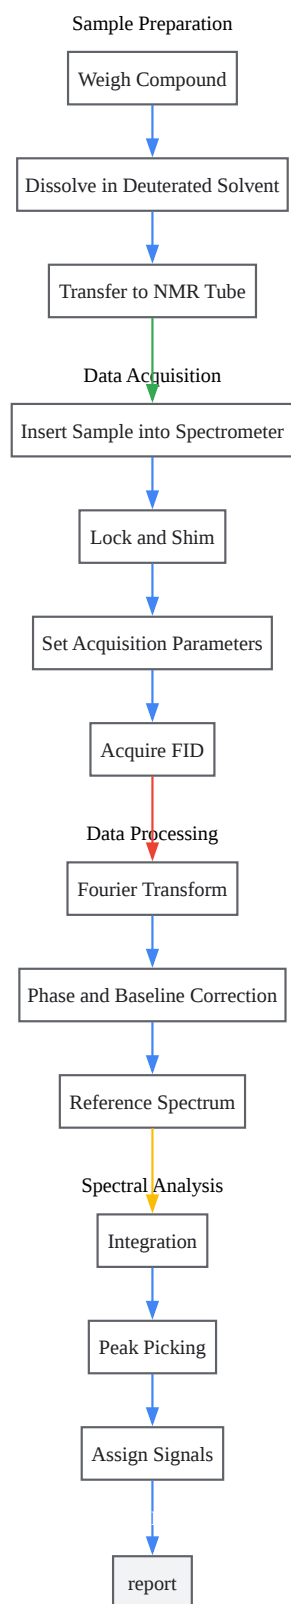 Sample Preparation
Weigh Compound
Dissolve in Deuterated Solvent
Transfer to NMR Tube
Data Acquisition
Insert Sample into Spectrometer
Lock and Shim
Set Acquisition Parameters
Acquire FID
Data Processing
Fourier Transform
Phase and Baseline Correction
Reference Spectrum
Spectral Analysis
Integration
Peak Picking
Assign Signals
report